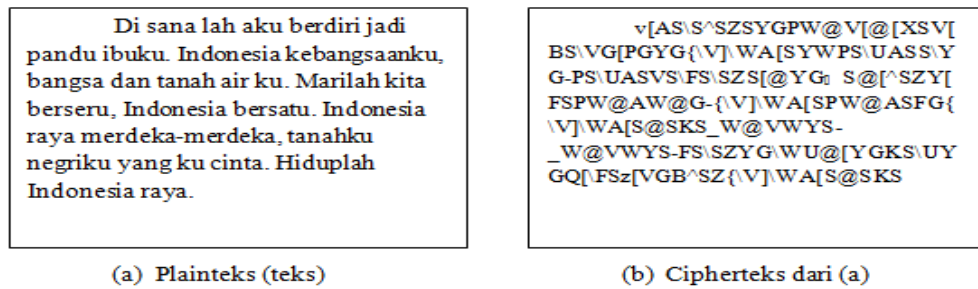 Di sana lah aku berdiri jadi
pandu ibuku. Indonesia kebangsaanku,
bangsa dan tanah air ku. Marilah kita
berseru, Indonesia bersatu. Indonesia
raya merdeka-merdeka, tanahku
negriku yang ku cinta. Hiduplah
Indonesia raya.
(a) Plainteks (teks)
v[AS\S^SZSYGPW@V[@[XSV[
BS\VG[PGYG{\V]\WA[SYWPS\UASS\Y
G-PS\UASVS\FS\SZS[@YG▯ S@[^SZY[
FSPW@AW@G-{\V]\WA[SPW@ASFG{
\V]\WA[S@SKS_W@VWYS-
_W@VWYS-FS\SZYG\WU@[YGKS\UY
GQ[\FSz[VGB^SZ{\V]\WA[S@SKS
(b) Cipherteks dari (a)